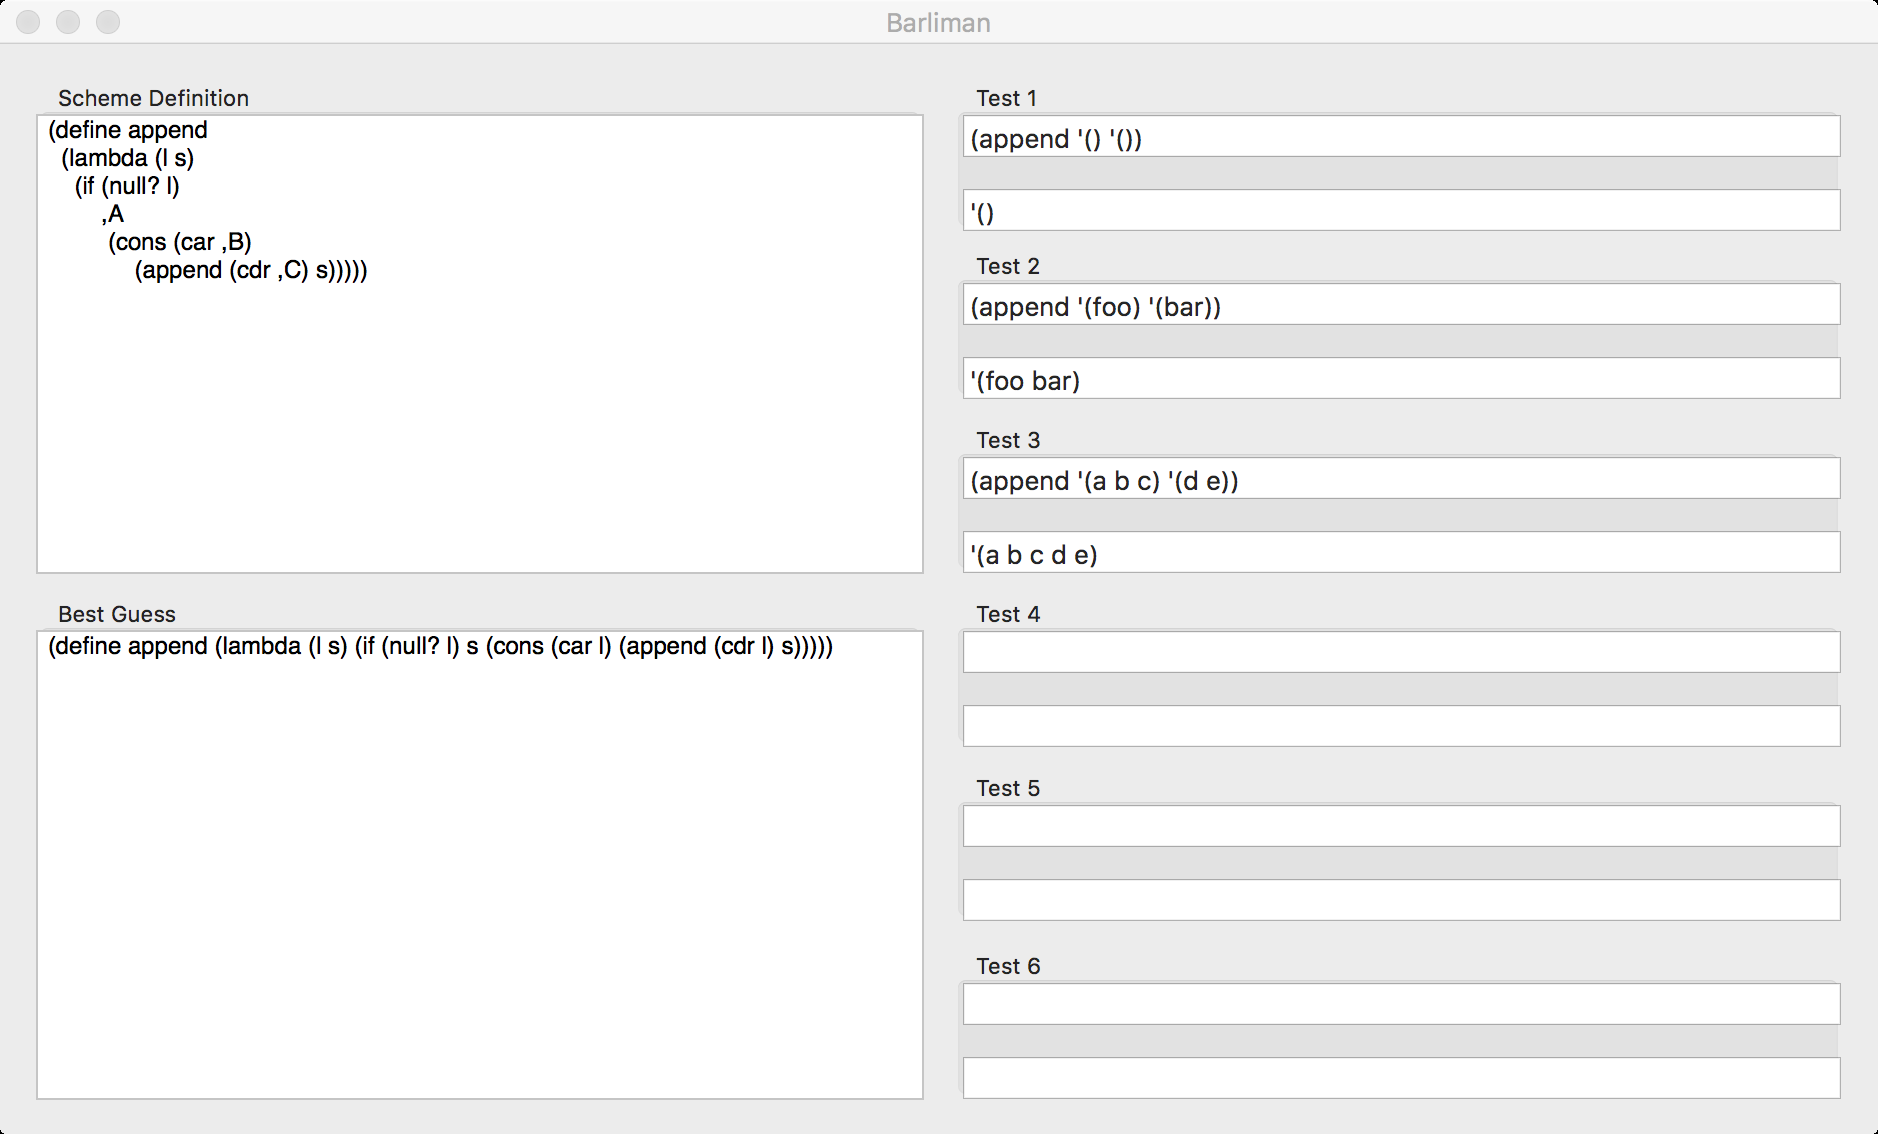 Barliman
Scheme Definition
(define append
(lambda (l s)
(if (null? l)
,A
(cons (car ,B)
(append (cdr ,C) s)))))
Best Guess
(define append (lambda (l s) (if (null? l) s (cons (car l) (append (cdr l) s)))))
Test 1
(append '() '())
'()
Test 2
(append '(foo) '(bar))
'(foo bar)
Test 3
(append '(a b c) '(d e))
'(a b c d e)
Test 4
Test 5
Test 6